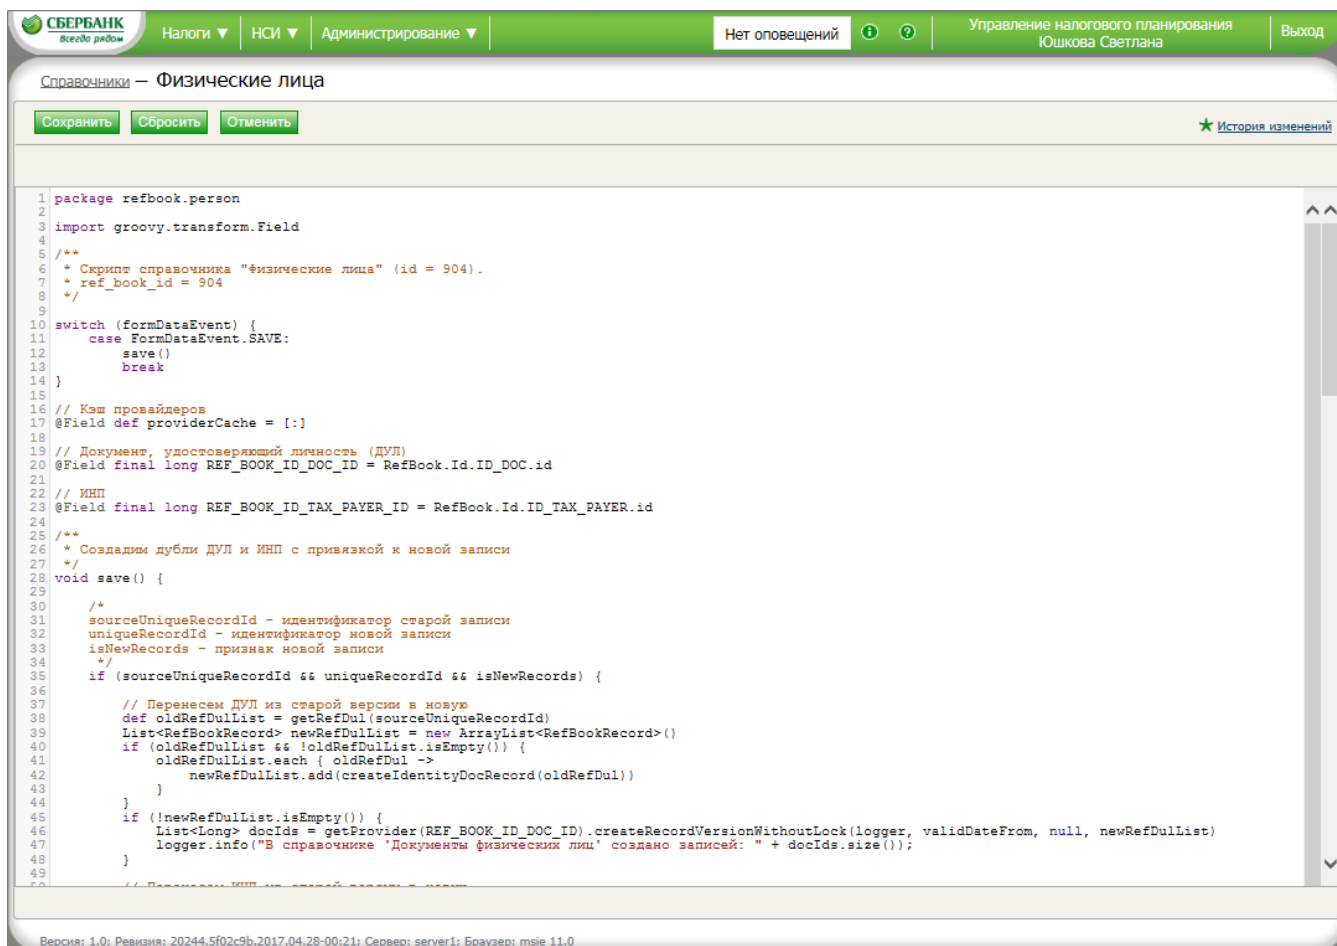 СБЕРБАНК
Всегда рядом
Налоги ▼
НСИ ▼
Администрирование ▼
Нет оповещений
Управление налогового планирования
Юшкова Светлана
Выход
Справочники — Физические лица
Сохранить
Сбросить
Отменить
История изменений
1 package refbook.person
2
3 import groovy.transform.Field
4
5 /**
6  * Скрипт справочника "Физические лица" (id = 904).
7  * ref_book_id = 904
8  */
9
10 switch (formDataEvent) {
11     case FormDataEvent.SAVE:
12         save()
13         break
14 }
15
16 // Кэш провайдеров
17 @Field def providerCache = [:]
18
19 // Документ, удостоверяющий личность (ДУЛ)
20 @Field final long REF_BOOK_ID_DOC_ID = RefBook.Id.ID_DOC.id
21
22 // ИНП
23 @Field final long REF_BOOK_ID_TAX_PAYER_ID = RefBook.Id.ID_TAX_PAYER.id
24
25 /**
26  * Создадим дубли ДУЛ и ИНП с привязкой к новой записи
27  */
28 void save() {
29
30     /*
31     sourceUniqueRecordId - идентификатор старой записи
32     uniqueRecordId - идентификатор новой записи
33     isNewRecords - признак новой записи
34      */
35     if (sourceUniqueRecordId && uniqueRecordId && isNewRecords) {
36
37         // Перенесем ДУЛ из старой версии в новую
38         def oldRefDulList = getRefDul(sourceUniqueRecordId)
39         List<RefBookRecord> newRefDulList = new ArrayList<RefBookRecord>()
40         if (oldRefDulList && !oldRefDulList.isEmpty()) {
41             oldRefDulList.each { oldRefDul ->
42                 newRefDulList.add(createIdentityDocRecord(oldRefDul))
43             }
44         }
45         if (!newRefDulList.isEmpty()) {
46             List<Long> docIds = getProvider(REF_BOOK_ID_DOC_ID).createRecordVersionWithoutLock(logger, validDateFrom, null, newRefDulList)
47             logger.info("В справочнике 'Документы физических лиц' создано записей: " + docIds.size());
48         }
49
Версия: 1.0; Ревизия: 20244.5f02c9b.2017.04.28-00:21; Сервер: server1; Браузер: msie 11.0